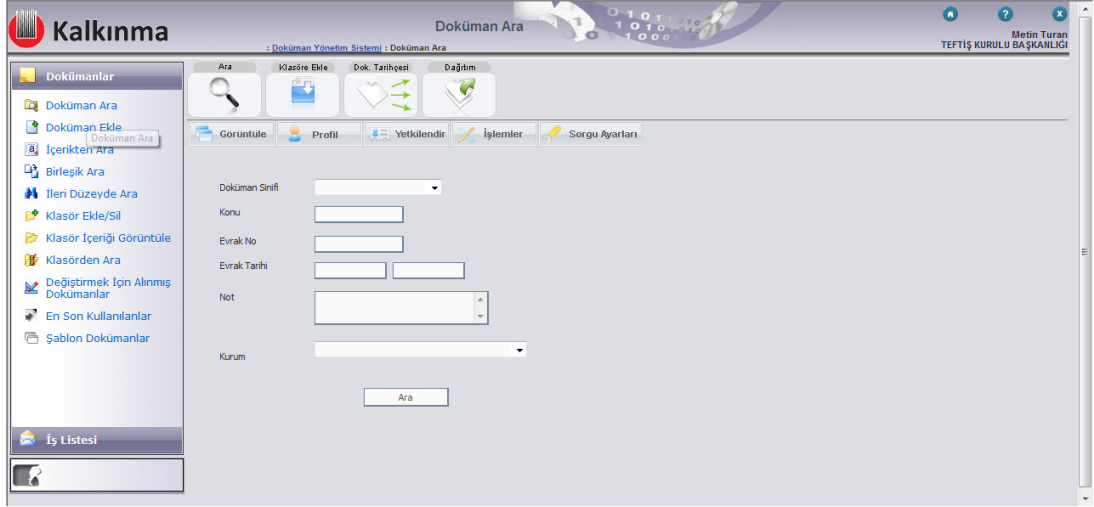 Kalkınma
Doküman Ara
: Doküman Yönetim Sistemi : Doküman Ara
Metin Turan
TEFTİŞ KURULU BAŞKANLIĞI
Dokümanlar
Doküman Ara
Doküman Ekle
Doküman Ara
İçerikten Ara
Birleşik Ara
İleri Düzeyde Ara
Klasör Ekle/Sil
Klasör İçeriği Görüntüle
Klasörden Ara
Değiştirmek İçin Alınmış
Dokümanlar
En Son Kullanılanlar
Şablon Dokümanlar
İş Listesi
Ara Klasöre Ekle Dok. Tarihçesi Dağıtım
Görüntüle Profil Yetkilendir İşlemler Sorgu Ayarları
Doküman Sinifi
Konu
Evrak No
Evrak Tarihi
Not
Kurum
Ara